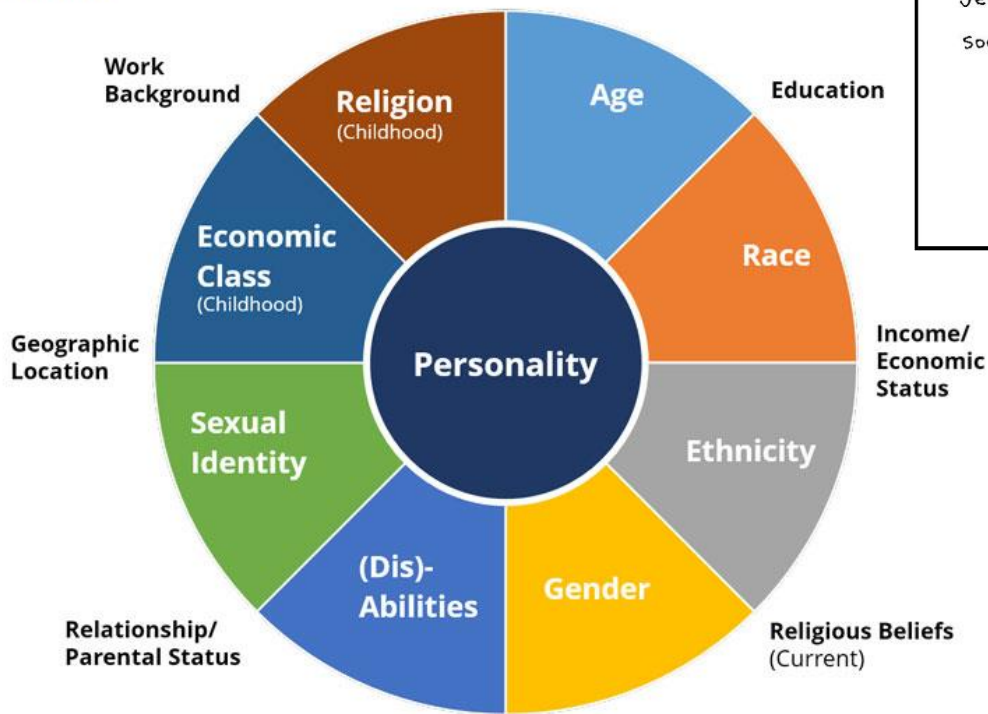 Work
Background
Religion
(Childhood)
Age
Education
Economic
Class
(Childhood)
Race
Geographic
Location
Personality
Income/
Economic
Status
Sexual
Identity
Ethnicity
(Dis)-
Abilities
Gender
Relationship/
Parental Status
Religious Beliefs
(Current)